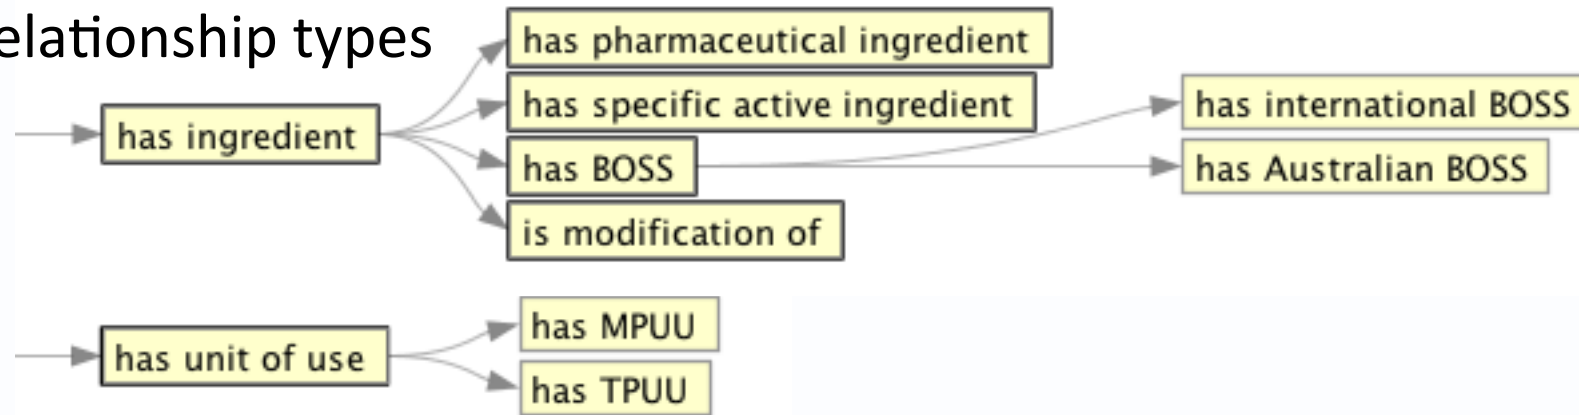 elationship types
has pharmaceutical ingredient
has specific active ingredient
has international BOSS
has ingredient
has BOSS
has Australian BOSS
is modification of
has MPUU
has unit of use
has TPUU